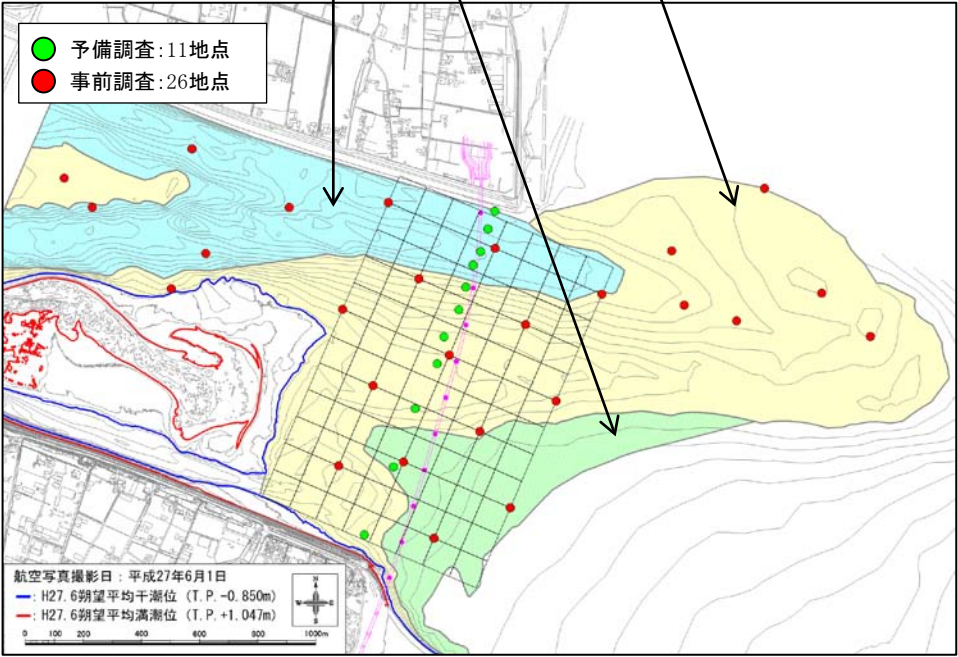 予備調査:11地点
事前調査:26地点
航空写真撮影日:平成27年6月1日
:H27.6朔望平均干潮位 (T.P.-0.850m)
:H27.6朔望平均満潮位 (T.P.+1.047m)
N
W E
S
0 100 200 400 600 800 1000m